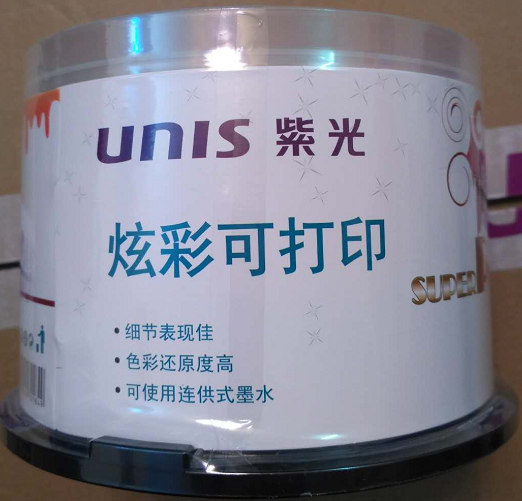 UNIS 紫光
炫彩可打印
SUPER
• 细节表现佳
• 色彩还原度高
• 可使用连供式墨水